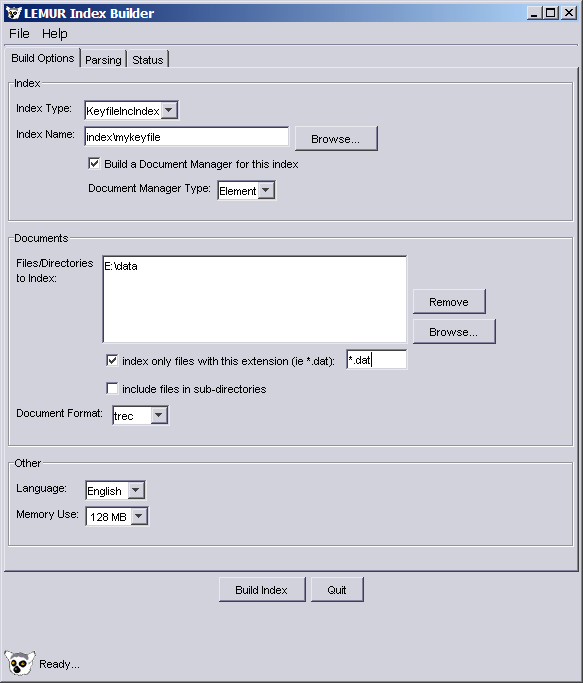 LEMUR Index Builder
File Help
Build Options Parsing Status
Index
Index Type: KeyfileIncIndex
Index Name: index\mykeyfile Browse...
Build a Document Manager for this index
Document Manager Type: Element
Documents
Files/Directories
to Index:
E:\data
Remove
Browse...
index only files with this extension (ie *.dat): *.dat
include files in sub-directories
Document Format: trec
Other
Language: English
Memory Use: 128 MB
Build Index Quit
Ready...